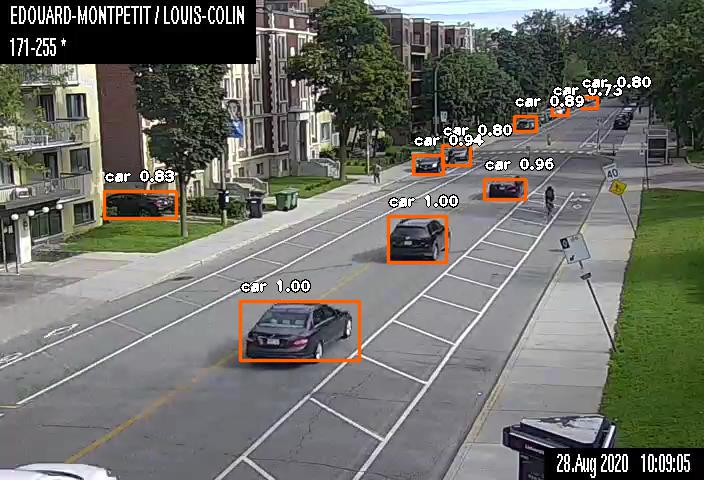 EDOUARD-MONTPETIT / LOUIS-COLIN
171-255 *
car 0.80
car 0.73
car 0.89
car 0.80
car 0.94
car 0.96
car 0.83
car 1.00
car 1.00
40
28.Aug 2020 10:09:05